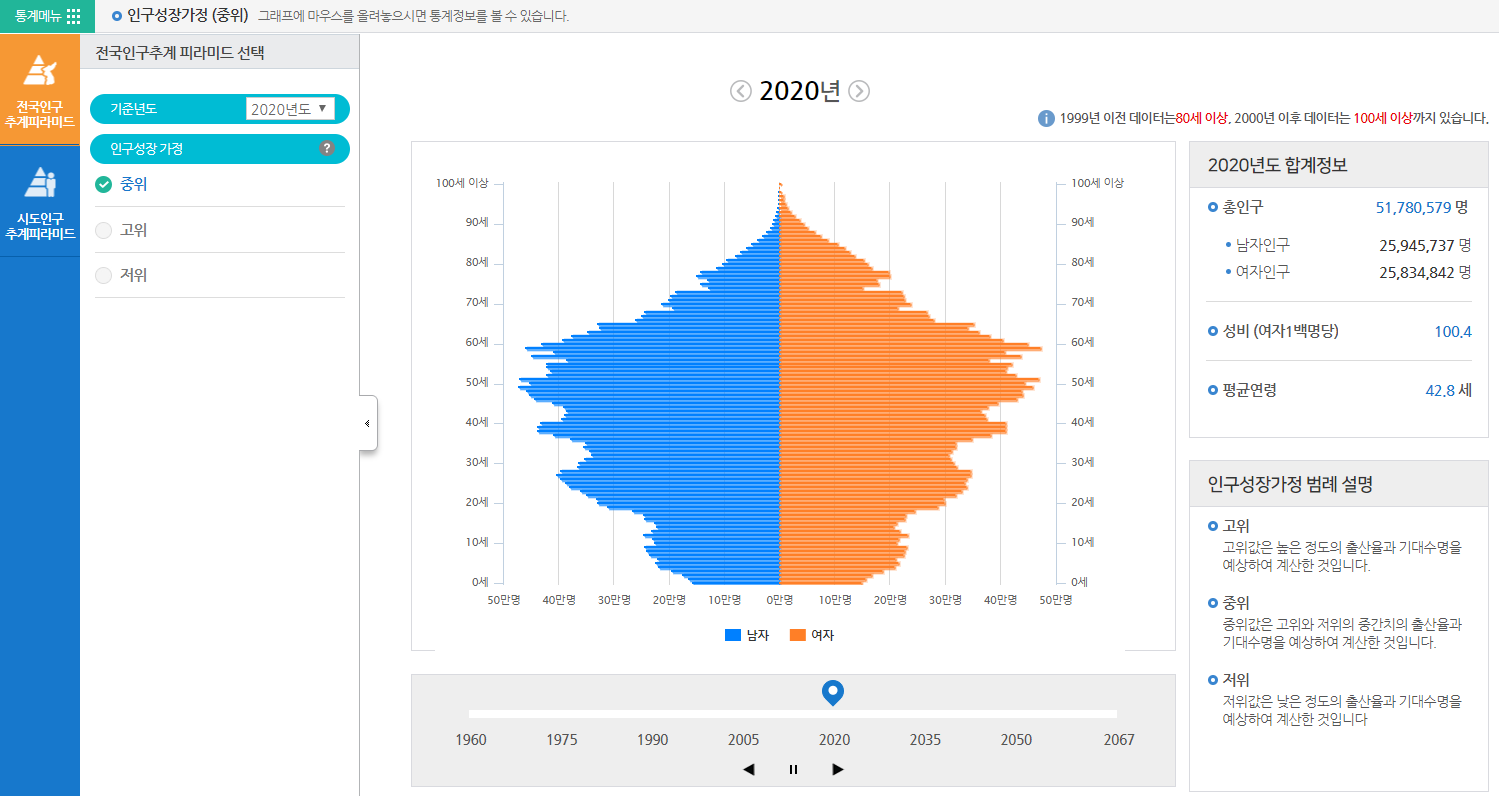 통계메뉴
인구성장가정 (중위) 그래프에 마우스를 올려놓으시면 통계정보를 볼 수 있습니다.
전국인구
추계피라미드
시도인구
추계피라미드
전국인구추계 피라미드 선택
기준년도 2020년도 ▼
인구성장 가정 ?
중위
고위
저위
2020년
i 1999년 이전 데이터는80세 이상, 2000년 이후 데이터는 100세 이상까지 있습니다.
100세 이상 100세 이상
90세 90세
80세 80세
70세 70세
60세 60세
50세 50세
40세 40세
30세 30세
20세 20세
10세 10세
0세 0세
50만명 40만명 30만명 20만명 10만명 0만명 10만명 20만명 30만명 40만명 50만명
남자 여자
1960 1975 1990 2005 2020 2035 2050 2067
2020년도 합계정보
총인구 51,780,579 명
남자인구 25,945,737 명
여자인구 25,834,842 명
성비 (여자1백명당) 100.4
평균연령 42.8 세
인구성장가정 범례 설명
고위
고위값은 높은 정도의 출산율과 기대수명을
예상하여 계산한 것입니다.
중위
중위값은 고위와 저위의 중간치의 출산율과
기대수명을 예상하여 계산한 것입니다.
저위
저위값은 낮은 정도의 출산율과 기대수명을
예상하여 계산한 것입니다